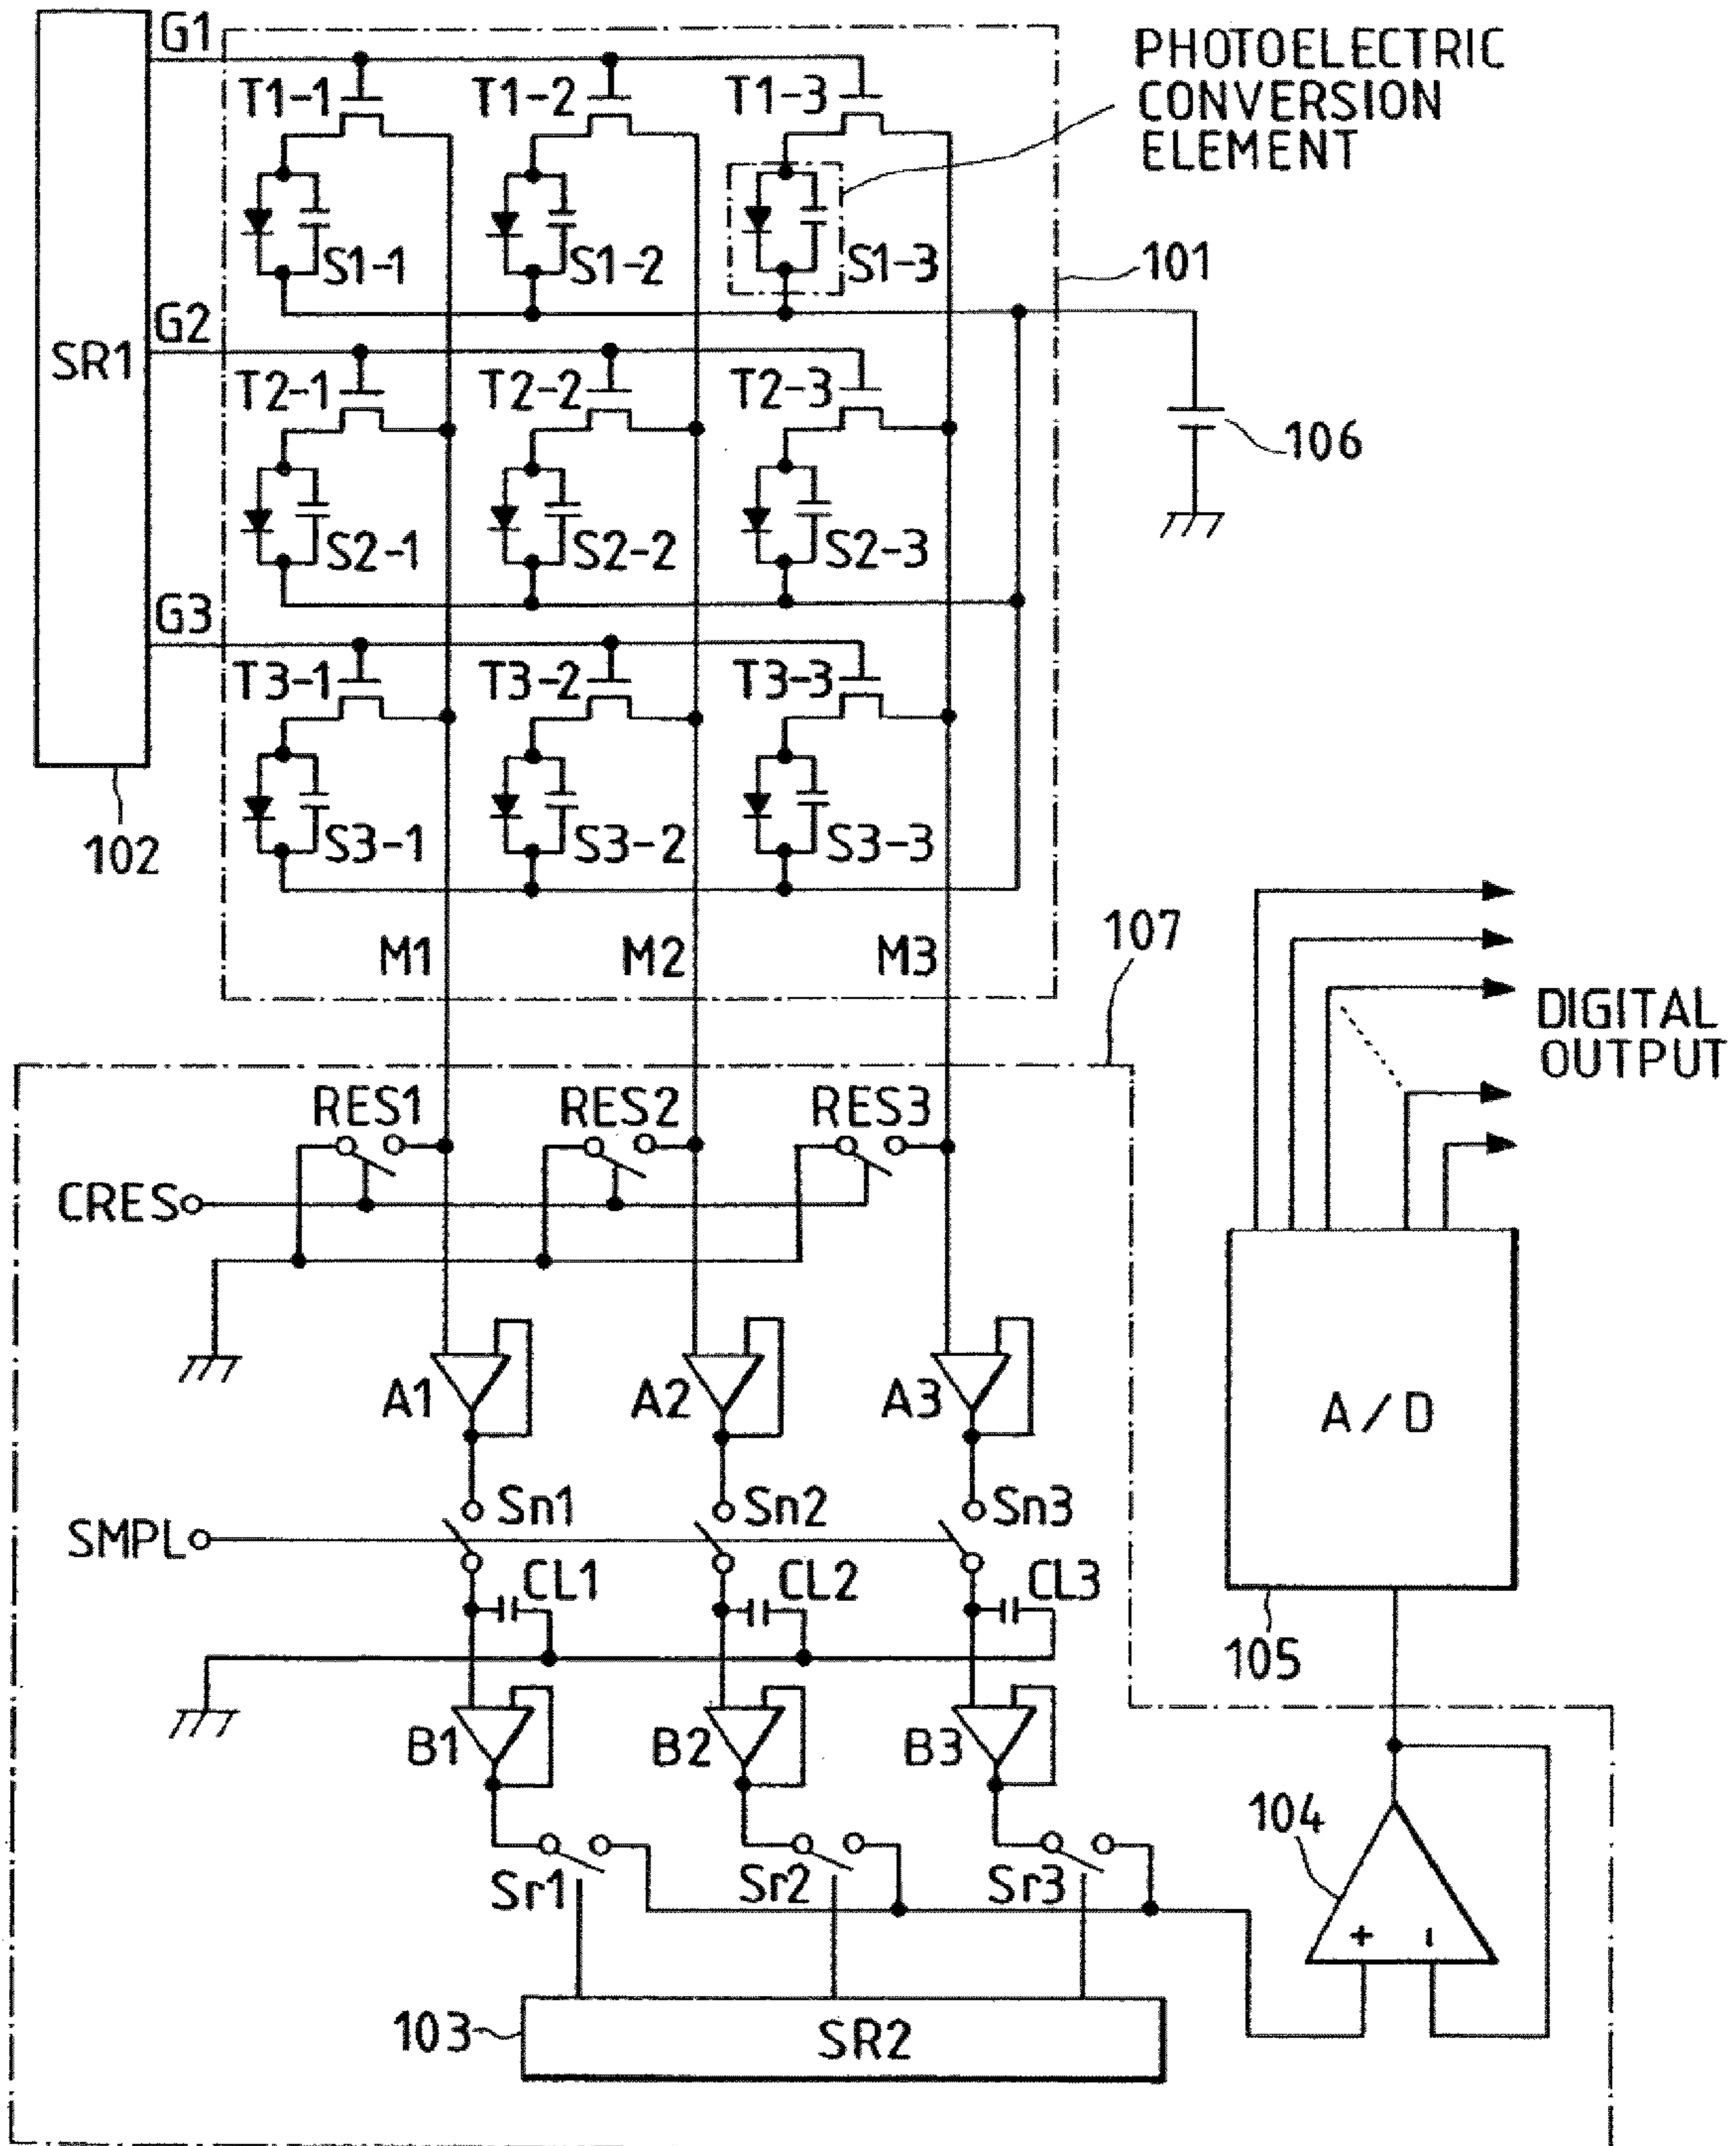 G1
PHOTOELECTRIC
CONVERSION
ELEMENT
T1-1
T1-2
T1-3
S1-1
S1-2
S1-3
101
G2
SR1
T2-1
T2-2
T2-3
106
S2-1
S2-2
S2-3
G3
T3-1
T3-2
T3-3
S3-1
S3-2
S3-3
102
M1
M2
M3
107
DIGITAL
OUTPUT
RES1
RES2
RES3
CRES
A1
A2
A3
A/D
Sn1
Sn2
Sn3
SMPL
CL1
CL2
CL3
105
B1
B2
B3
104
Sr1
Sr2
Sr3
+ -
103
SR2